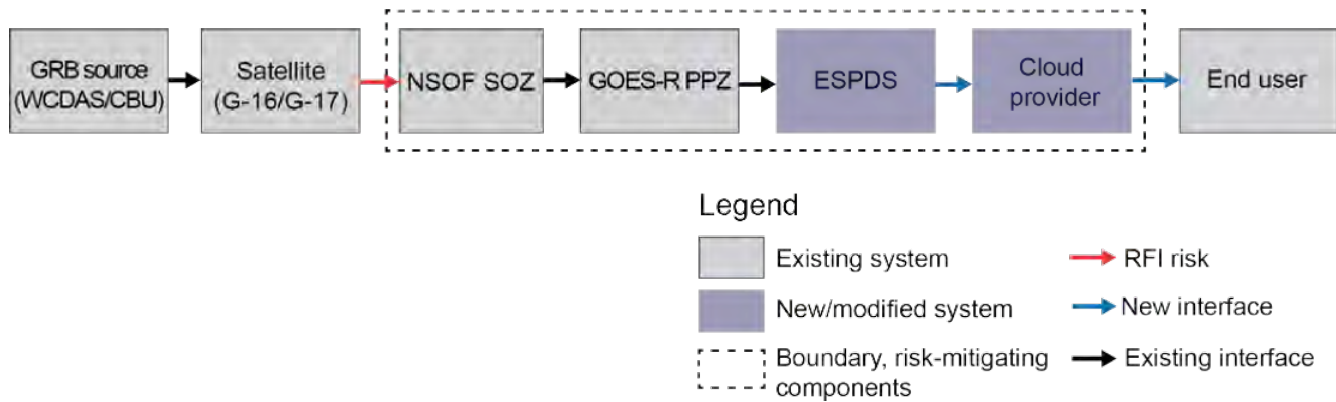 GRB source
(WCDAS/CBU)
Satellite
(G-16/G-17)
NSOF SOZ
GOES-R PPZ
ESPDS
Cloud
provider
End user
Legend
Existing system
RFI risk
New/modified system
New interface
Boundary, risk-mitigating
components
Existing interface